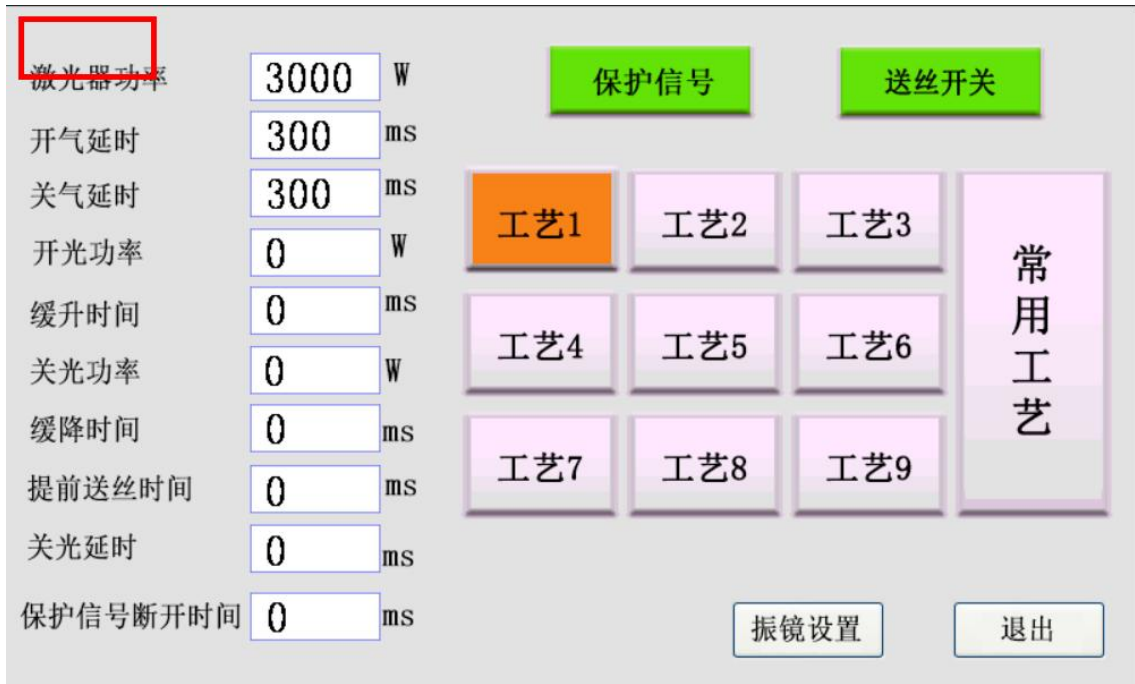 激光器功率 3000 W
开气延时 300 ms
关气延时 300 ms
开光功率 0 W
缓升时间 0 ms
关光功率 0 W
缓降时间 0 ms
提前送丝时间 0 ms
关光延时 0 ms
保护信号断开时间 0 ms
保护信号 送丝开关
工艺1 工艺2 工艺3
工艺4 工艺5 工艺6
工艺7 工艺8 工艺9
常用工艺
振镜设置 退出